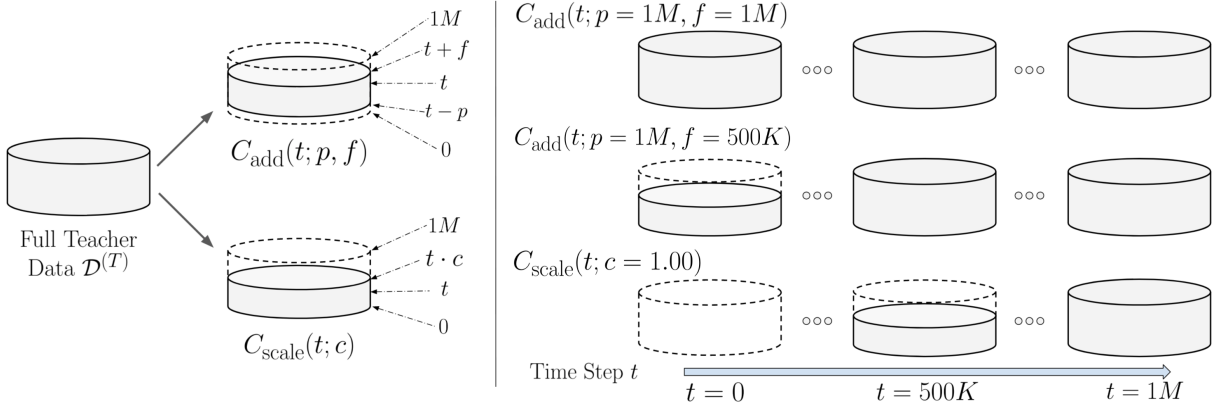 Full Teacher
Data $\mathcal{D}^{(T)}$
1M
t + f
t
t − p
0
C_add(t; p, f)
1M
t · c
t
0
C_scale(t; c)
C_add(t; p = 1M, f = 1M)
C_add(t; p = 1M, f = 500K)
C_scale(t; c = 1.00)
Time Step t
t = 0
t = 500K
t = 1M